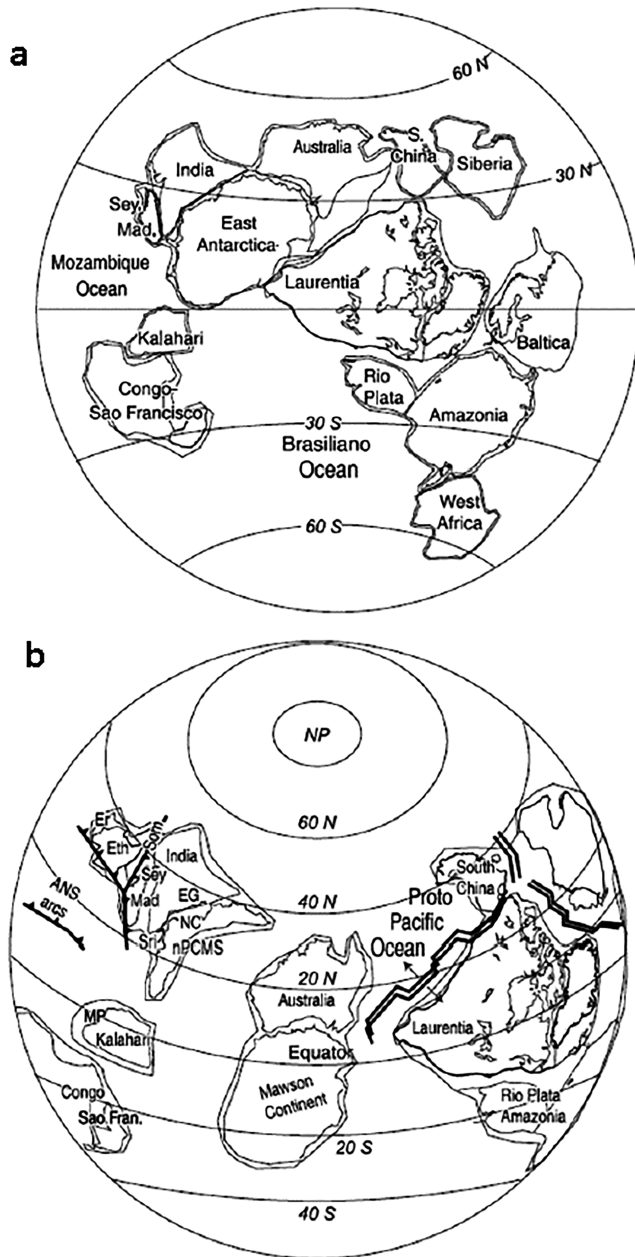 a
60 N
Australia
S.
China
Siberia
India
30 N
Sey.
Mad.
East
Antarctica
Mozambique
Ocean
Laurentia
Kalahari
Baltica
Congo-
Sao Francisco
Rio
Plata
Amazonia
30 S
Brasiliano
Ocean
West
Africa
60 S
b
NP
60 N
Er
Eth
Som.
India
Sey
South
China
40 N
ANS
arcs
Mad
EG
NC
Proto
Pacific
Ocean
Sri
nPCMS
20 N
Australia
MP
Kalahari
Laurentia
Equator
Mawson
Continent
Congo
Sao Fran.
Rio Plata
Amazonia
20 S
40 S